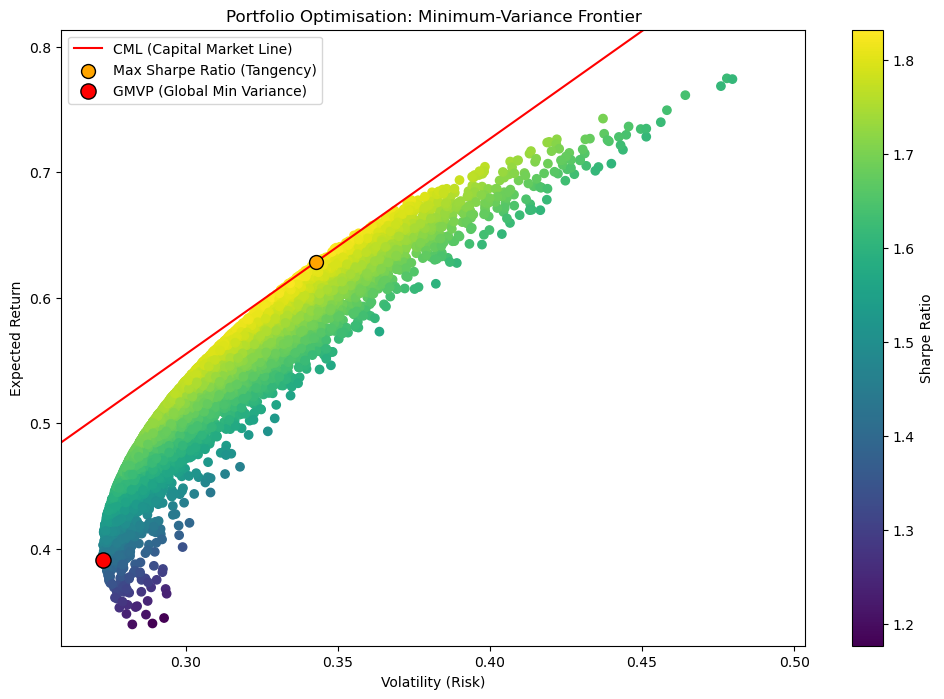 Portfolio Optimisation: Minimum-Variance Frontier
CML (Capital Market Line)
Max Sharpe Ratio (Tangency)
GMVP (Global Min Variance)
Expected Return
0.8
0.7
0.6
0.5
0.4
0.30
0.35
0.40
0.45
0.50
Volatility (Risk)
1.8
1.7
1.6
1.5
1.4
1.3
1.2
Sharpe Ratio